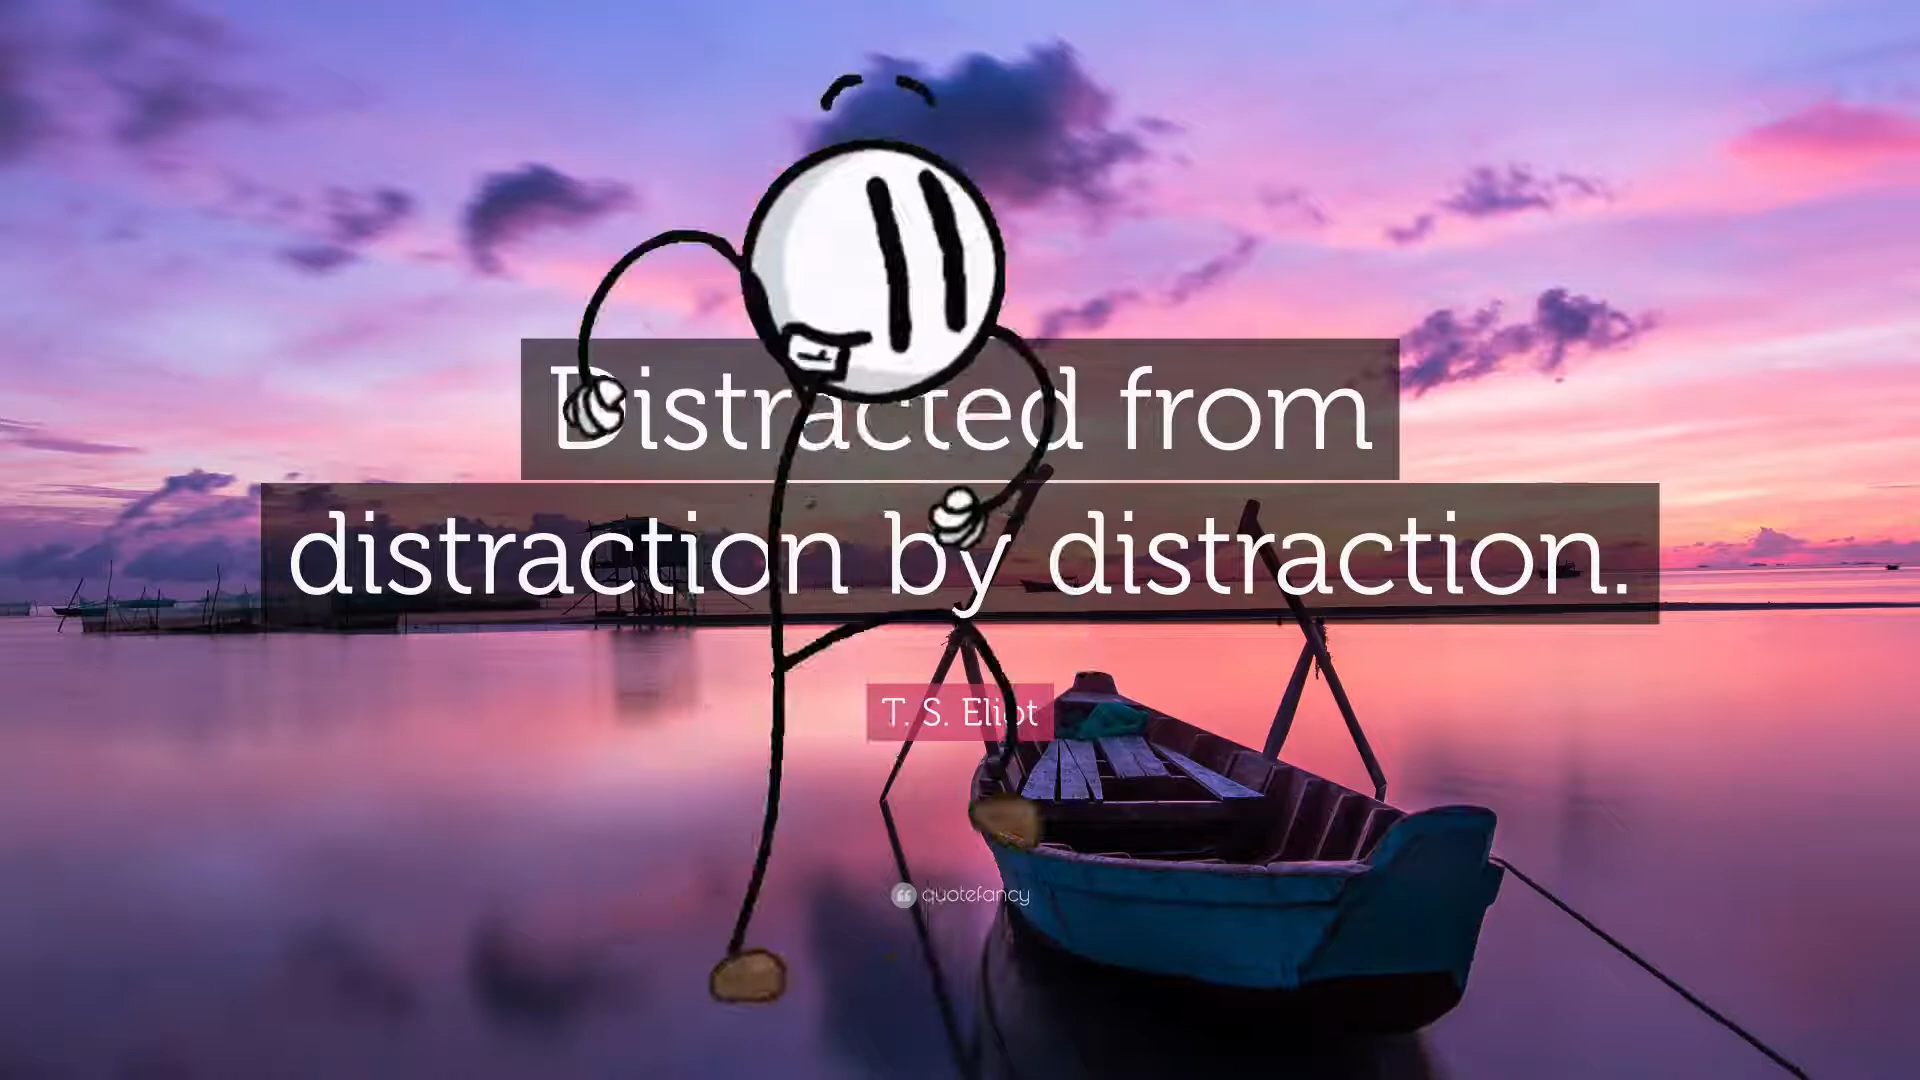 Distracted from
distraction by distraction.
T. S. Eliot
quotefancy